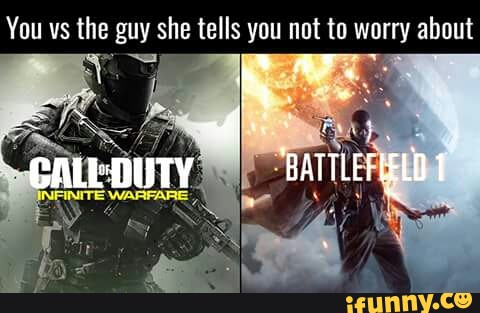 You vs the guy she tells you not to worry about
CALL OF DUTY
INFINITE WARFARE
BATTLEFIELD 1
ifunny.co